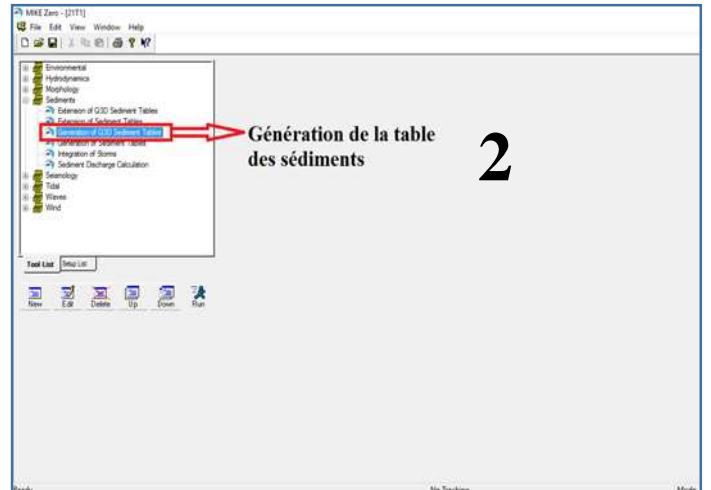 MIKE Zero - [21T1]
File Edit View Window Help
Environmental
Hydrodynamics
Morphology
Sediments
Extension of Q3D Sediment Tables
Extension of Sediment Tables
Generation of Q3D Sediment Tables
Generation of Sediment Tables
Integration of Storms
Sediment Discharge Calculation
Seismology
Tidal
Waves
Wind
Génération de la table
des sédiments
2
Tool List Setup List
New Edit Delete Up Down Run
Ready No Tracking Mode